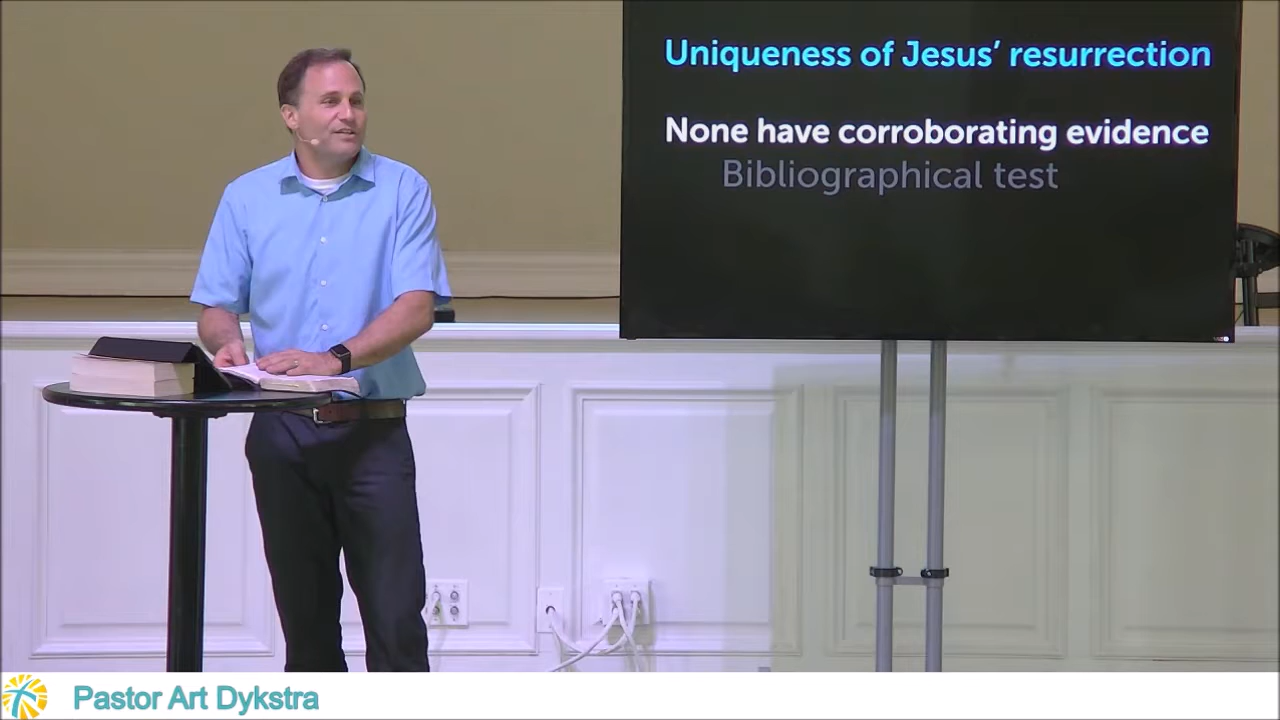 Uniqueness of Jesus’ resurrection
None have corroborating evidence
Bibliographical test
Pastor Art Dykstra